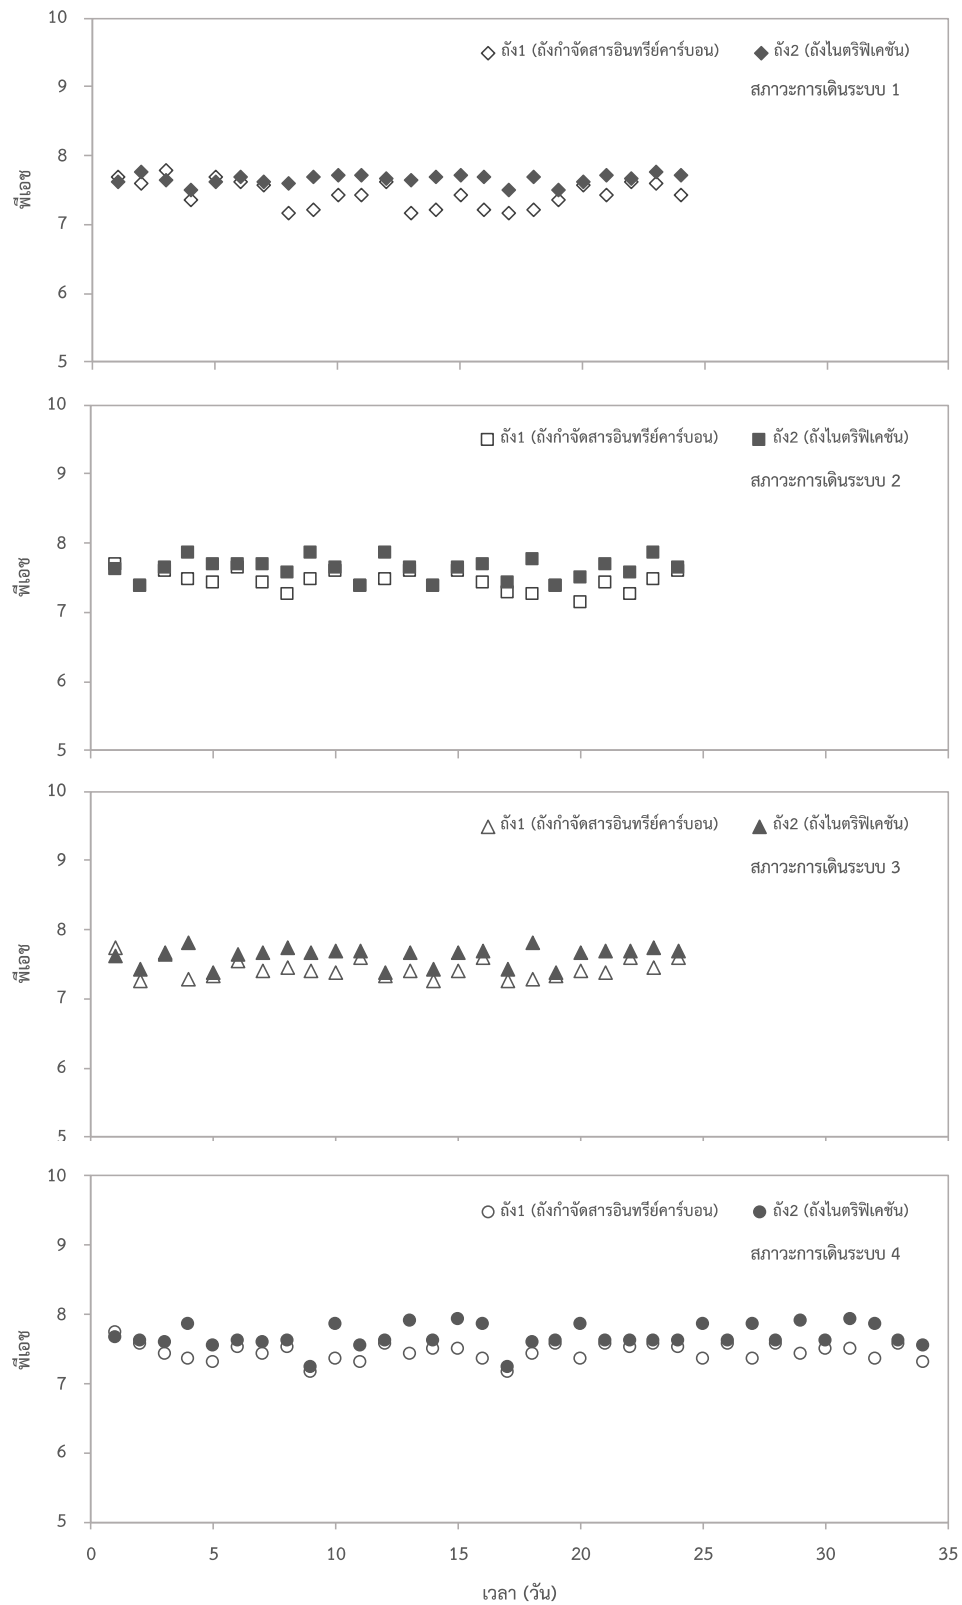 10
ถัง1 (ถังกำจัดสารอินทรีย์คาร์บอน) ถัง2 (ถังไนตริฟิเคชัน)
สภาวะการเดินระบบ 1
9
8
พีเอช
7
6
5
10
ถัง1 (ถังกำจัดสารอินทรีย์คาร์บอน) ถัง2 (ถังไนตริฟิเคชัน)
สภาวะการเดินระบบ 2
9
8
พีเอช
7
6
5
10
ถัง1 (ถังกำจัดสารอินทรีย์คาร์บอน) ถัง2 (ถังไนตริฟิเคชัน)
สภาวะการเดินระบบ 3
9
8
พีเอช
7
6
5
10
ถัง1 (ถังกำจัดสารอินทรีย์คาร์บอน) ถัง2 (ถังไนตริฟิเคชัน)
สภาวะการเดินระบบ 4
9
8
พีเอช
7
6
5
0 5 10 15 20 25 30 35
เวลา (วัน)